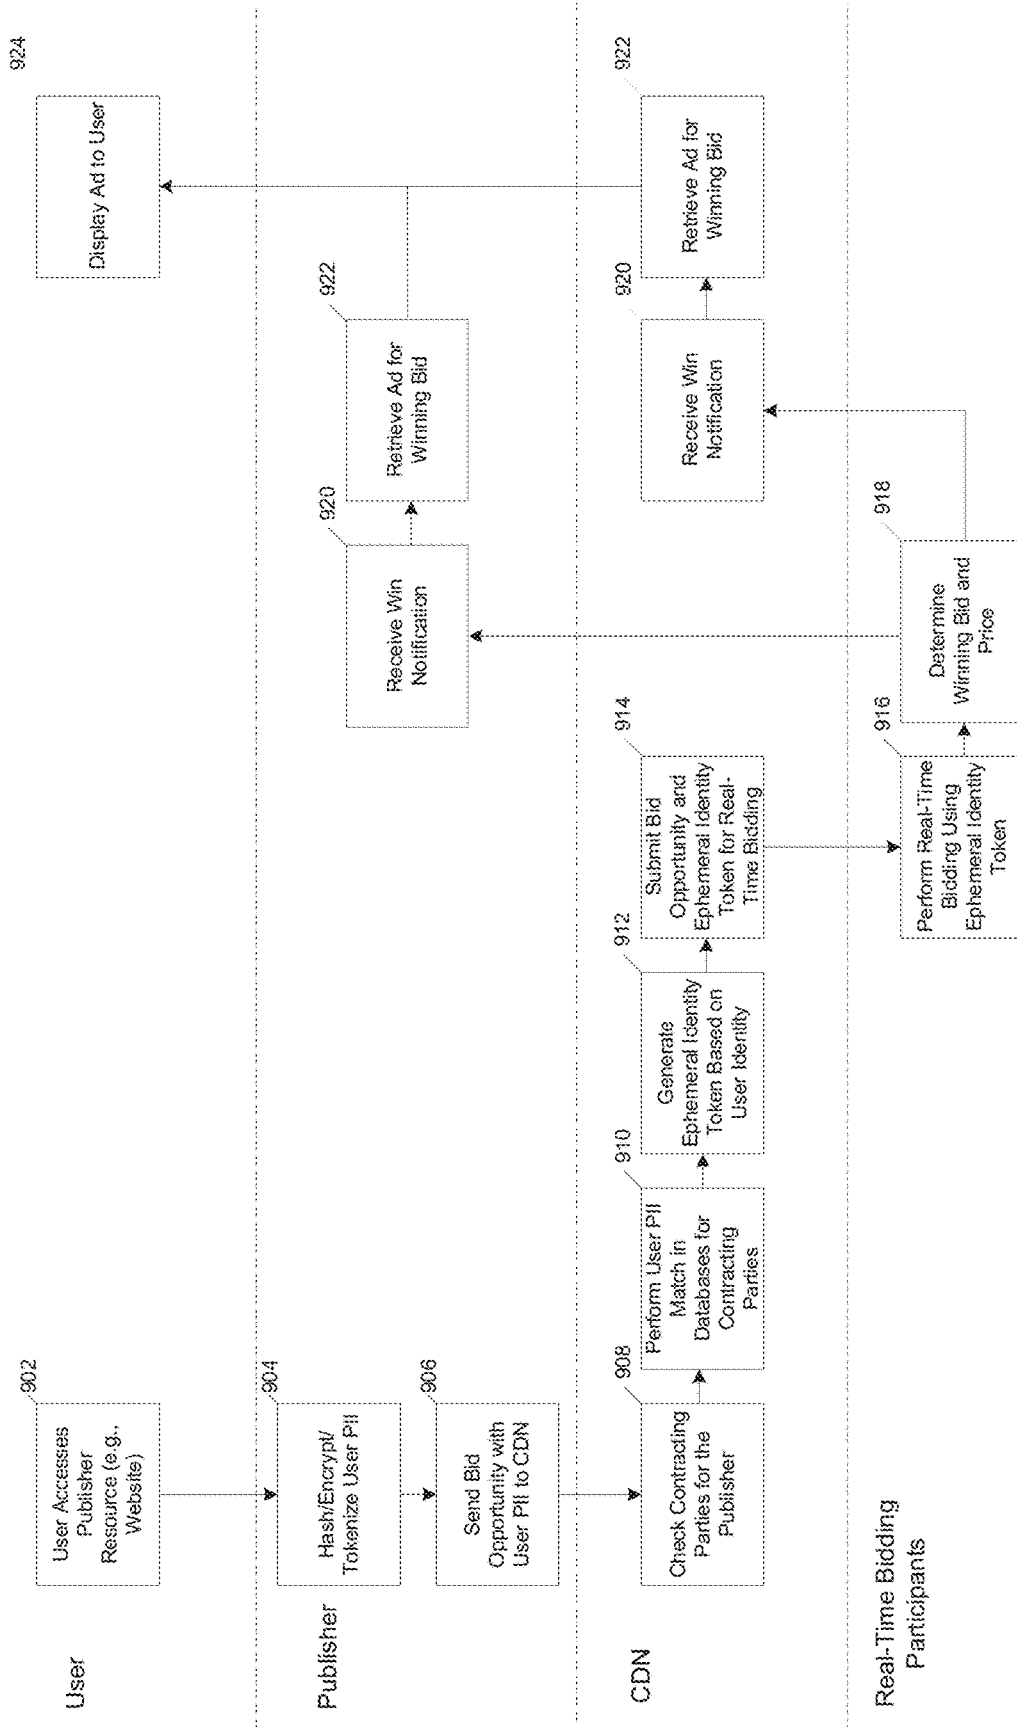 User
902
User Accesses
Publisher
Resource (e.g.,
Website)
924
Display Ad to User
Publisher
904
Hash/Encrypt/
Tokenize User PII
906
Send Bid
Opportunity with
User PII to CDN
920
Receive Win
Notification
922
Retrieve Ad for
Winning Bid
CDN
908
Check Contracting
Parties for the
Publisher
910
Perform User PII
Match in
Databases for
Contracting
Parties
912
Generate
Ephemeral Identity
Token Based on
User Identity
914
Submit Bid
Opportunity and
Ephemeral Identity
Token for Real-
Time Bidding
920
Receive Win
Notification
922
Retrieve Ad for
Winning Bid
Real-Time Bidding
Participants
916
Perform Real-Time
Bidding Using
Ephemeral Identity
Token
918
Determine
Winning Bid and
Price